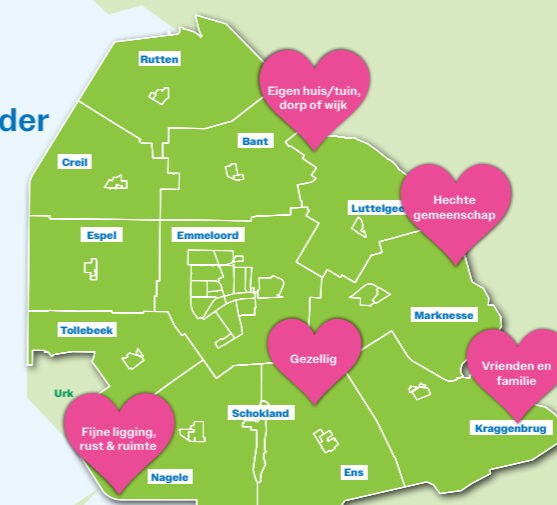 Rutten
Eigen huis/tuin,
dorp of wijk
der
Bant
Creil
Hechte
gemeenschap
Luttelgee
Espel
Emmeloord
Marknesse
Tollebeek
Gezellig
Vrienden en
familie
Urk
Schokland
Kraggenbrug
Fijne ligging,
rust & ruimte
Ens
Nagele